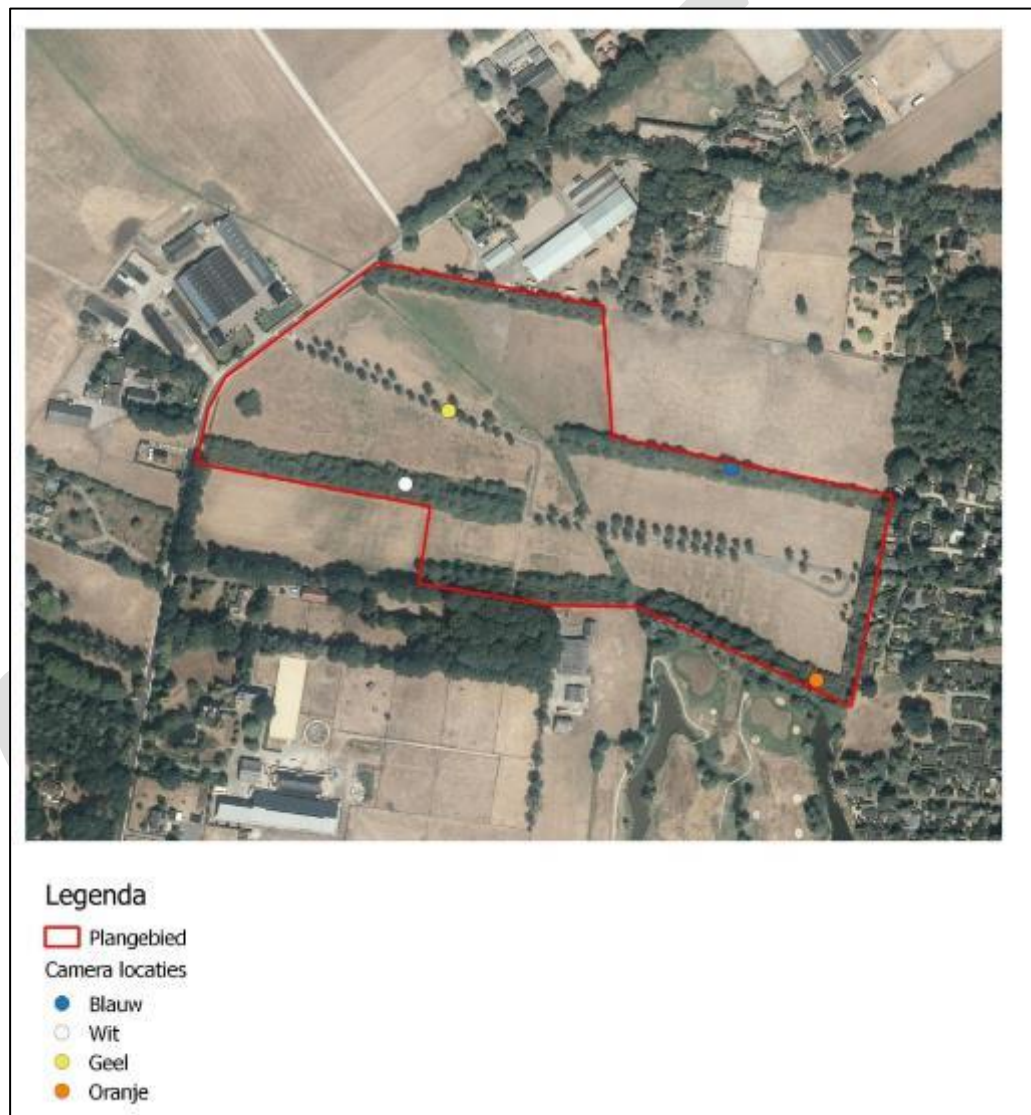 Legenda
Plangebied
Camera locaties
Blauw
Wit
Geel
Oranje